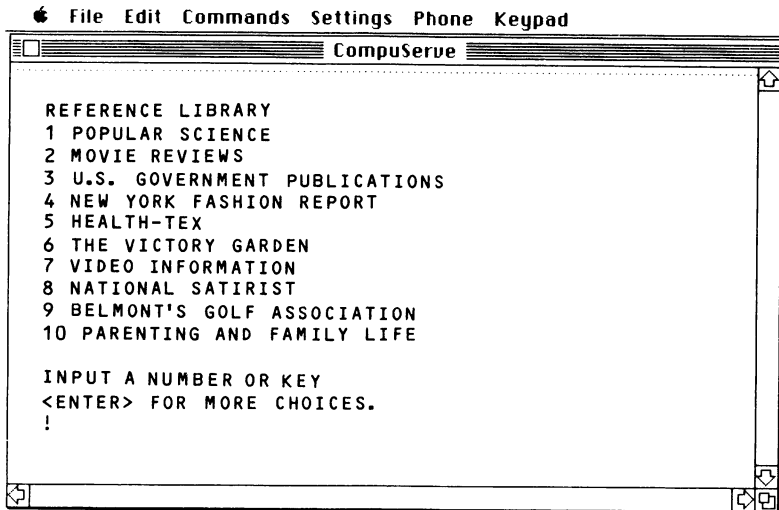 File Edit Commands Settings Phone Keypad
CompuServe
REFERENCE LIBRARY
1 POPULAR SCIENCE
2 MOVIE REVIEWS
3 U.S. GOVERNMENT PUBLICATIONS
4 NEW YORK FASHION REPORT
5 HEALTH-TEX
6 THE VICTORY GARDEN
7 VIDEO INFORMATION
8 NATIONAL SATIRIST
9 BELMONT'S GOLF ASSOCIATION
10 PARENTING AND FAMILY LIFE
INPUT A NUMBER OR KEY
<ENTER> FOR MORE CHOICES.
!